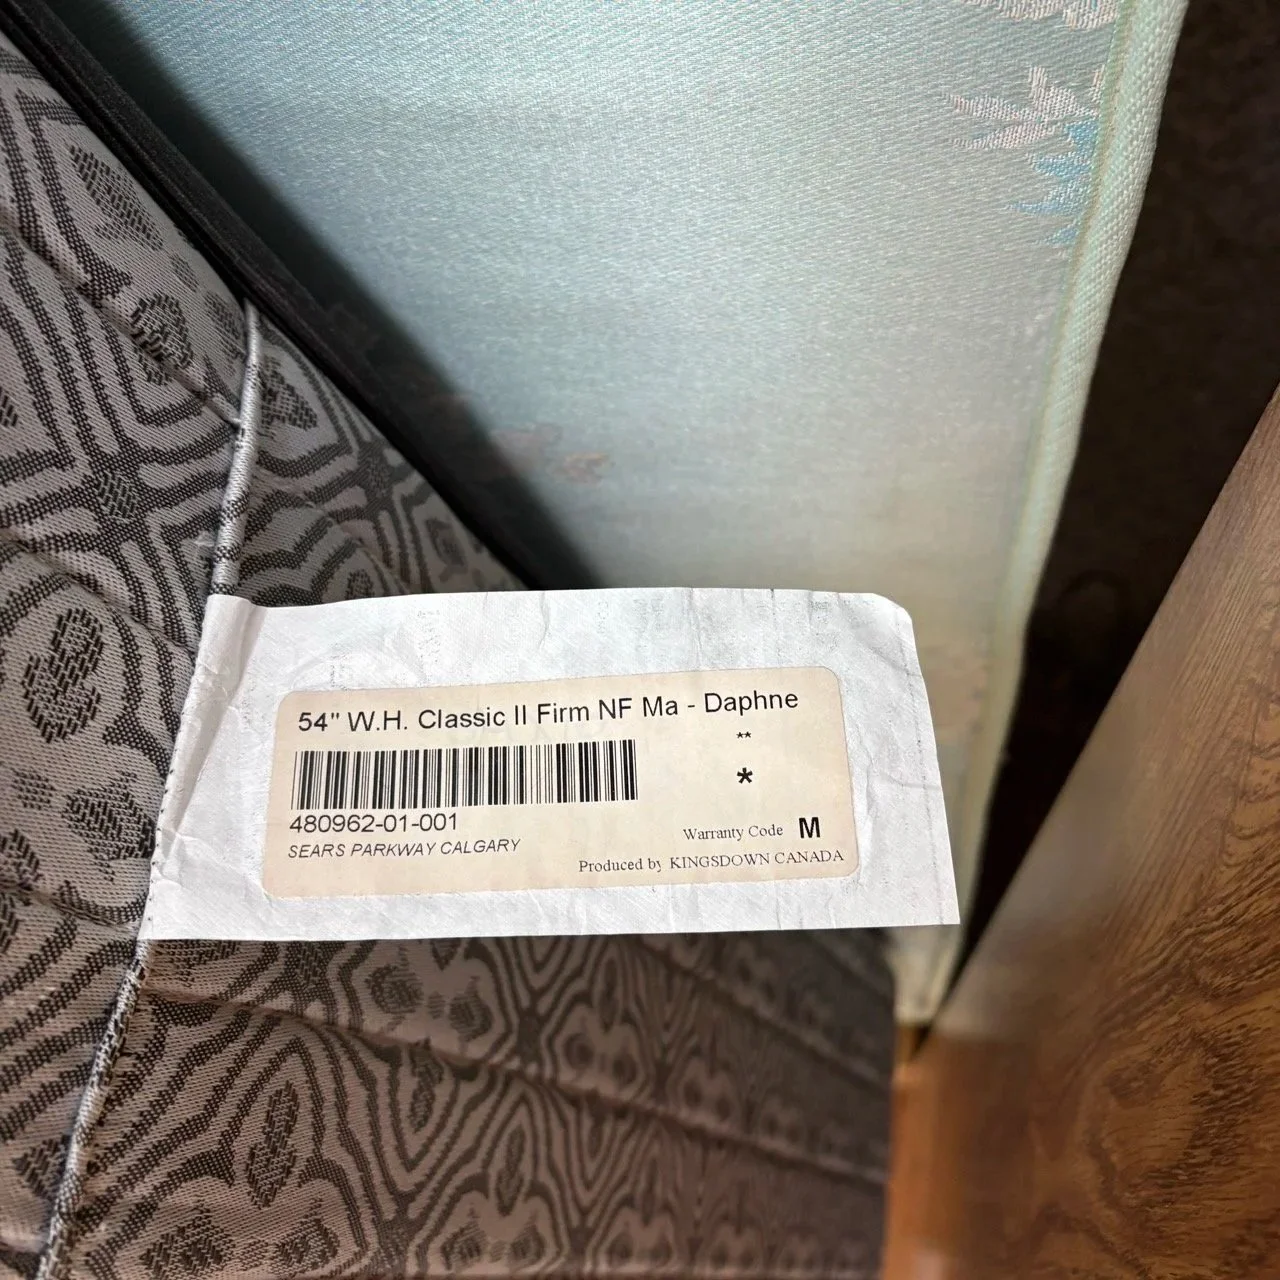 54" W.H. Classic II Firm NF Ma - Daphne
**
*
480962-01-001
SEARS PARKWAY CALGARY
Warranty Code M
Produced by KINGSDOWN CANADA